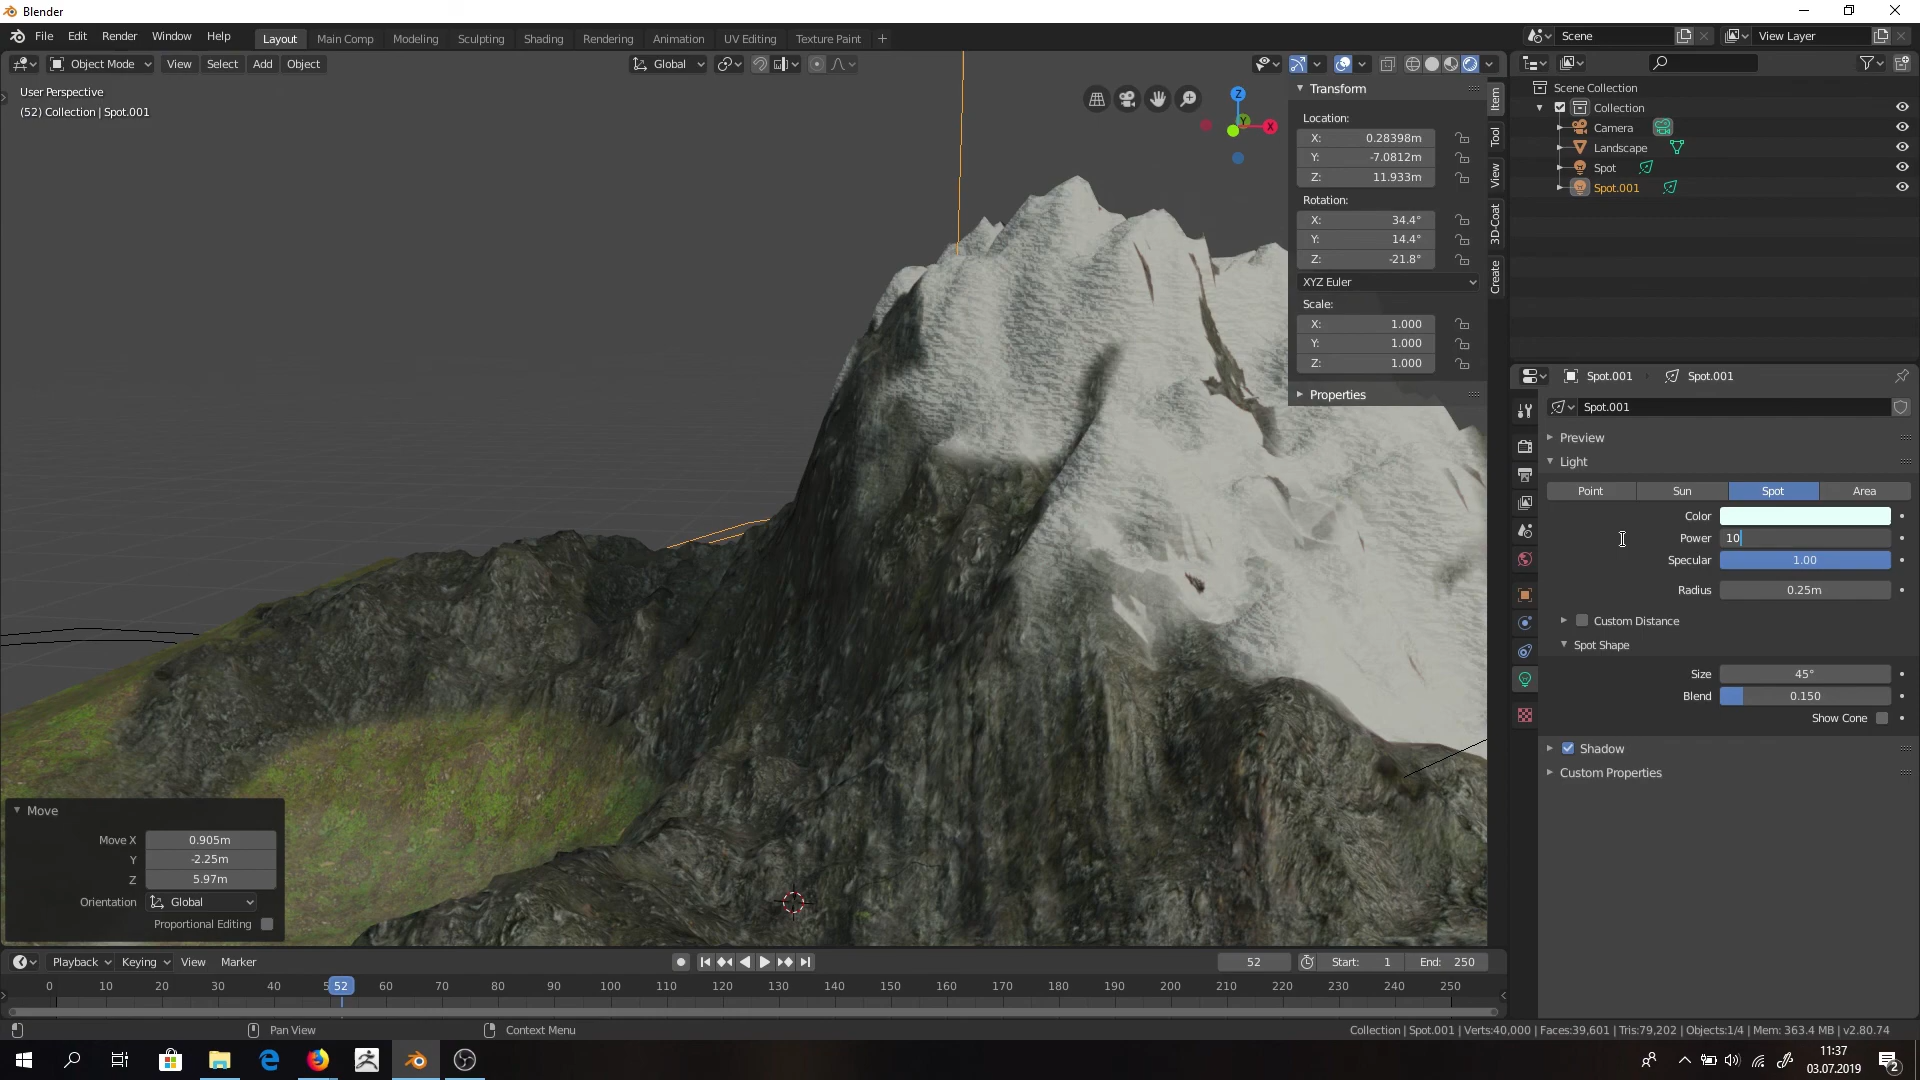 Blender
File Edit Render Window Help
Layout Main Comp Modeling Sculpting Shading Rendering Animation UV Editing Texture Paint +
Scene
View Layer
Object Mode View Select Add Object
Global
User Perspective
(52) Collection | Spot.001
Z
Y
X
Transform
Location:
X: 0.28398m
Y: -7.0812m
Z: 11.933m
Rotation:
X: 34.4°
Y: 14.4°
Z: -21.8°
XYZ Euler
Scale:
X: 1.000
Y: 1.000
Z: 1.000
Properties
Item
Tool
View
3D-Coat
Create
Scene Collection
Collection
Camera
Landscape
Spot
Spot.001
Spot.001 Spot.001
Spot.001
Preview
Light
Point Sun Spot Area
Color
Power 10
Specular 1.00
Radius 0.25m
Custom Distance
Spot Shape
Size 45°
Blend 0.150
Show Cone
Shadow
Custom Properties
Move
Move X 0.905m
Y -2.25m
Z 5.97m
Orientation Global
Proportional Editing
Playback Keying View Marker
52 Start: 1 End: 250
0 10 20 30 40 5 52 60 70 80 90 100 110 120 130 140 150 160 170 180 190 200 210 220 230 240 250
Pan View Context Menu
Collection | Spot.001 | Verts:40,000 | Faces:39,601 | Tris:79,202 | Objects:1/4 | Mem: 363.4 MB | v2.80.74
11:37
03.07.2019
2